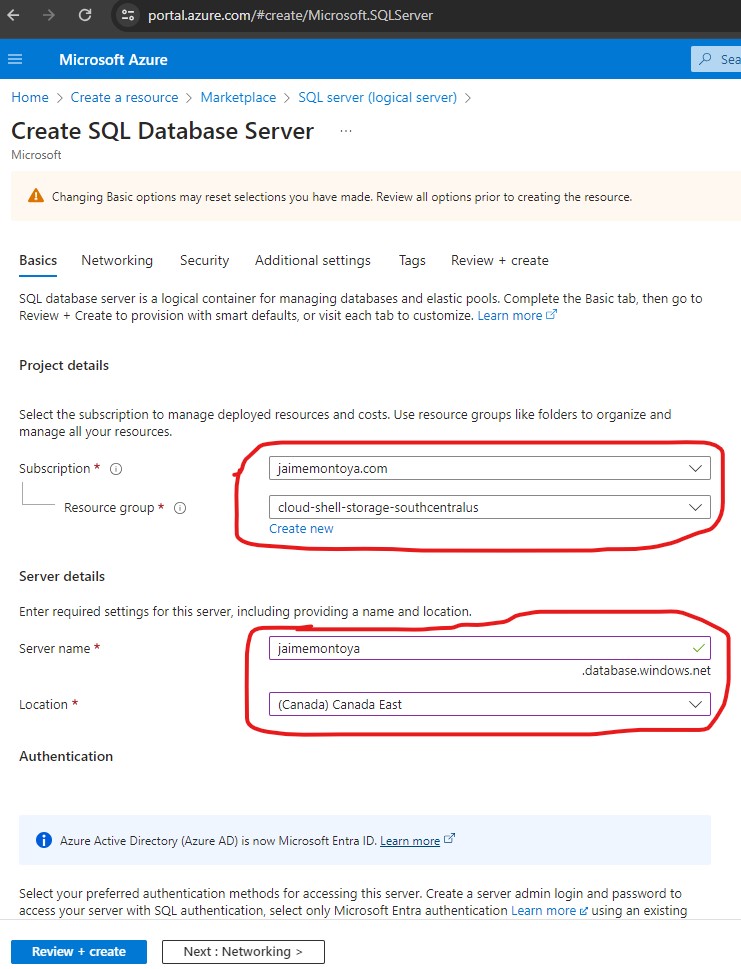 portal.azure.com/#create/Microsoft.SQLServer
Microsoft Azure
Sea
Home > Create a resource > Marketplace > SQL server (logical server) >
Create SQL Database Server ...
Microsoft
Changing Basic options may reset selections you have made. Review all options prior to creating the resource.
Basics Networking Security Additional settings Tags Review + create
SQL database server is a logical container for managing databases and elastic pools. Complete the Basic tab, then go to
Review + Create to provision with smart defaults, or visit each tab to customize. Learn more
Project details
Select the subscription to manage deployed resources and costs. Use resource groups like folders to organize and
manage all your resources.
Subscription * jaimemontoya.com
Resource group * cloud-shell-storage-southcentralus
Create new
Server details
Enter required settings for this server, including providing a name and location.
Server name * jaimemontoya
.database.windows.net
Location * (Canada) Canada East
Authentication
Azure Active Directory (Azure AD) is now Microsoft Entra ID. Learn more
Select your preferred authentication methods for accessing this server. Create a server admin login and password to
access your server with SQL authentication, select only Microsoft Entra authentication Learn more using an existing
Review + create Next : Networking >